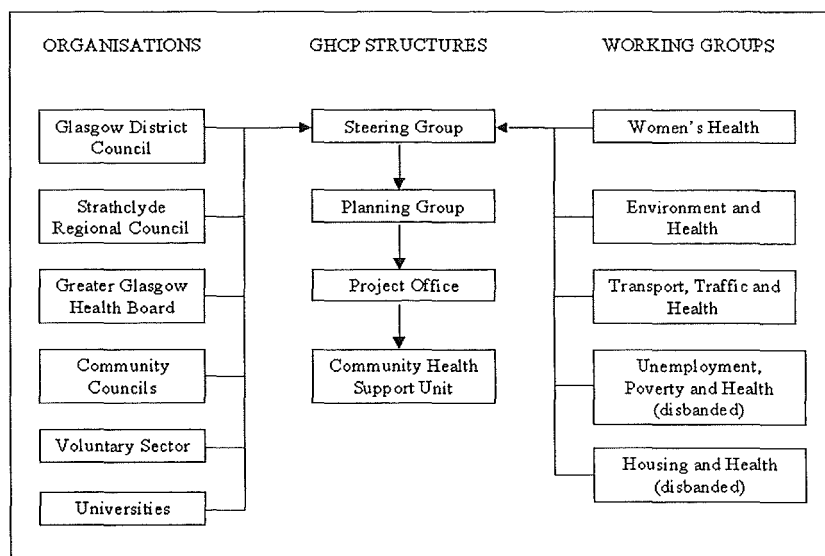 ORGANISATIONS
GHCP STRUCTURES
WORKING GROUPS
Glasgow District
Council
Strathclyde
Regional Council
Greater Glasgow
Health Board
Community
Councils
Voluntary Sector
Universities
Steering Group
Planning Group
Project Office
Community Health
Support Unit
Women's Health
Environment and
Health
Transport, Traffic and
Health
Unemployment,
Poverty and Health
(disbanded)
Housing and Health
(disbanded)